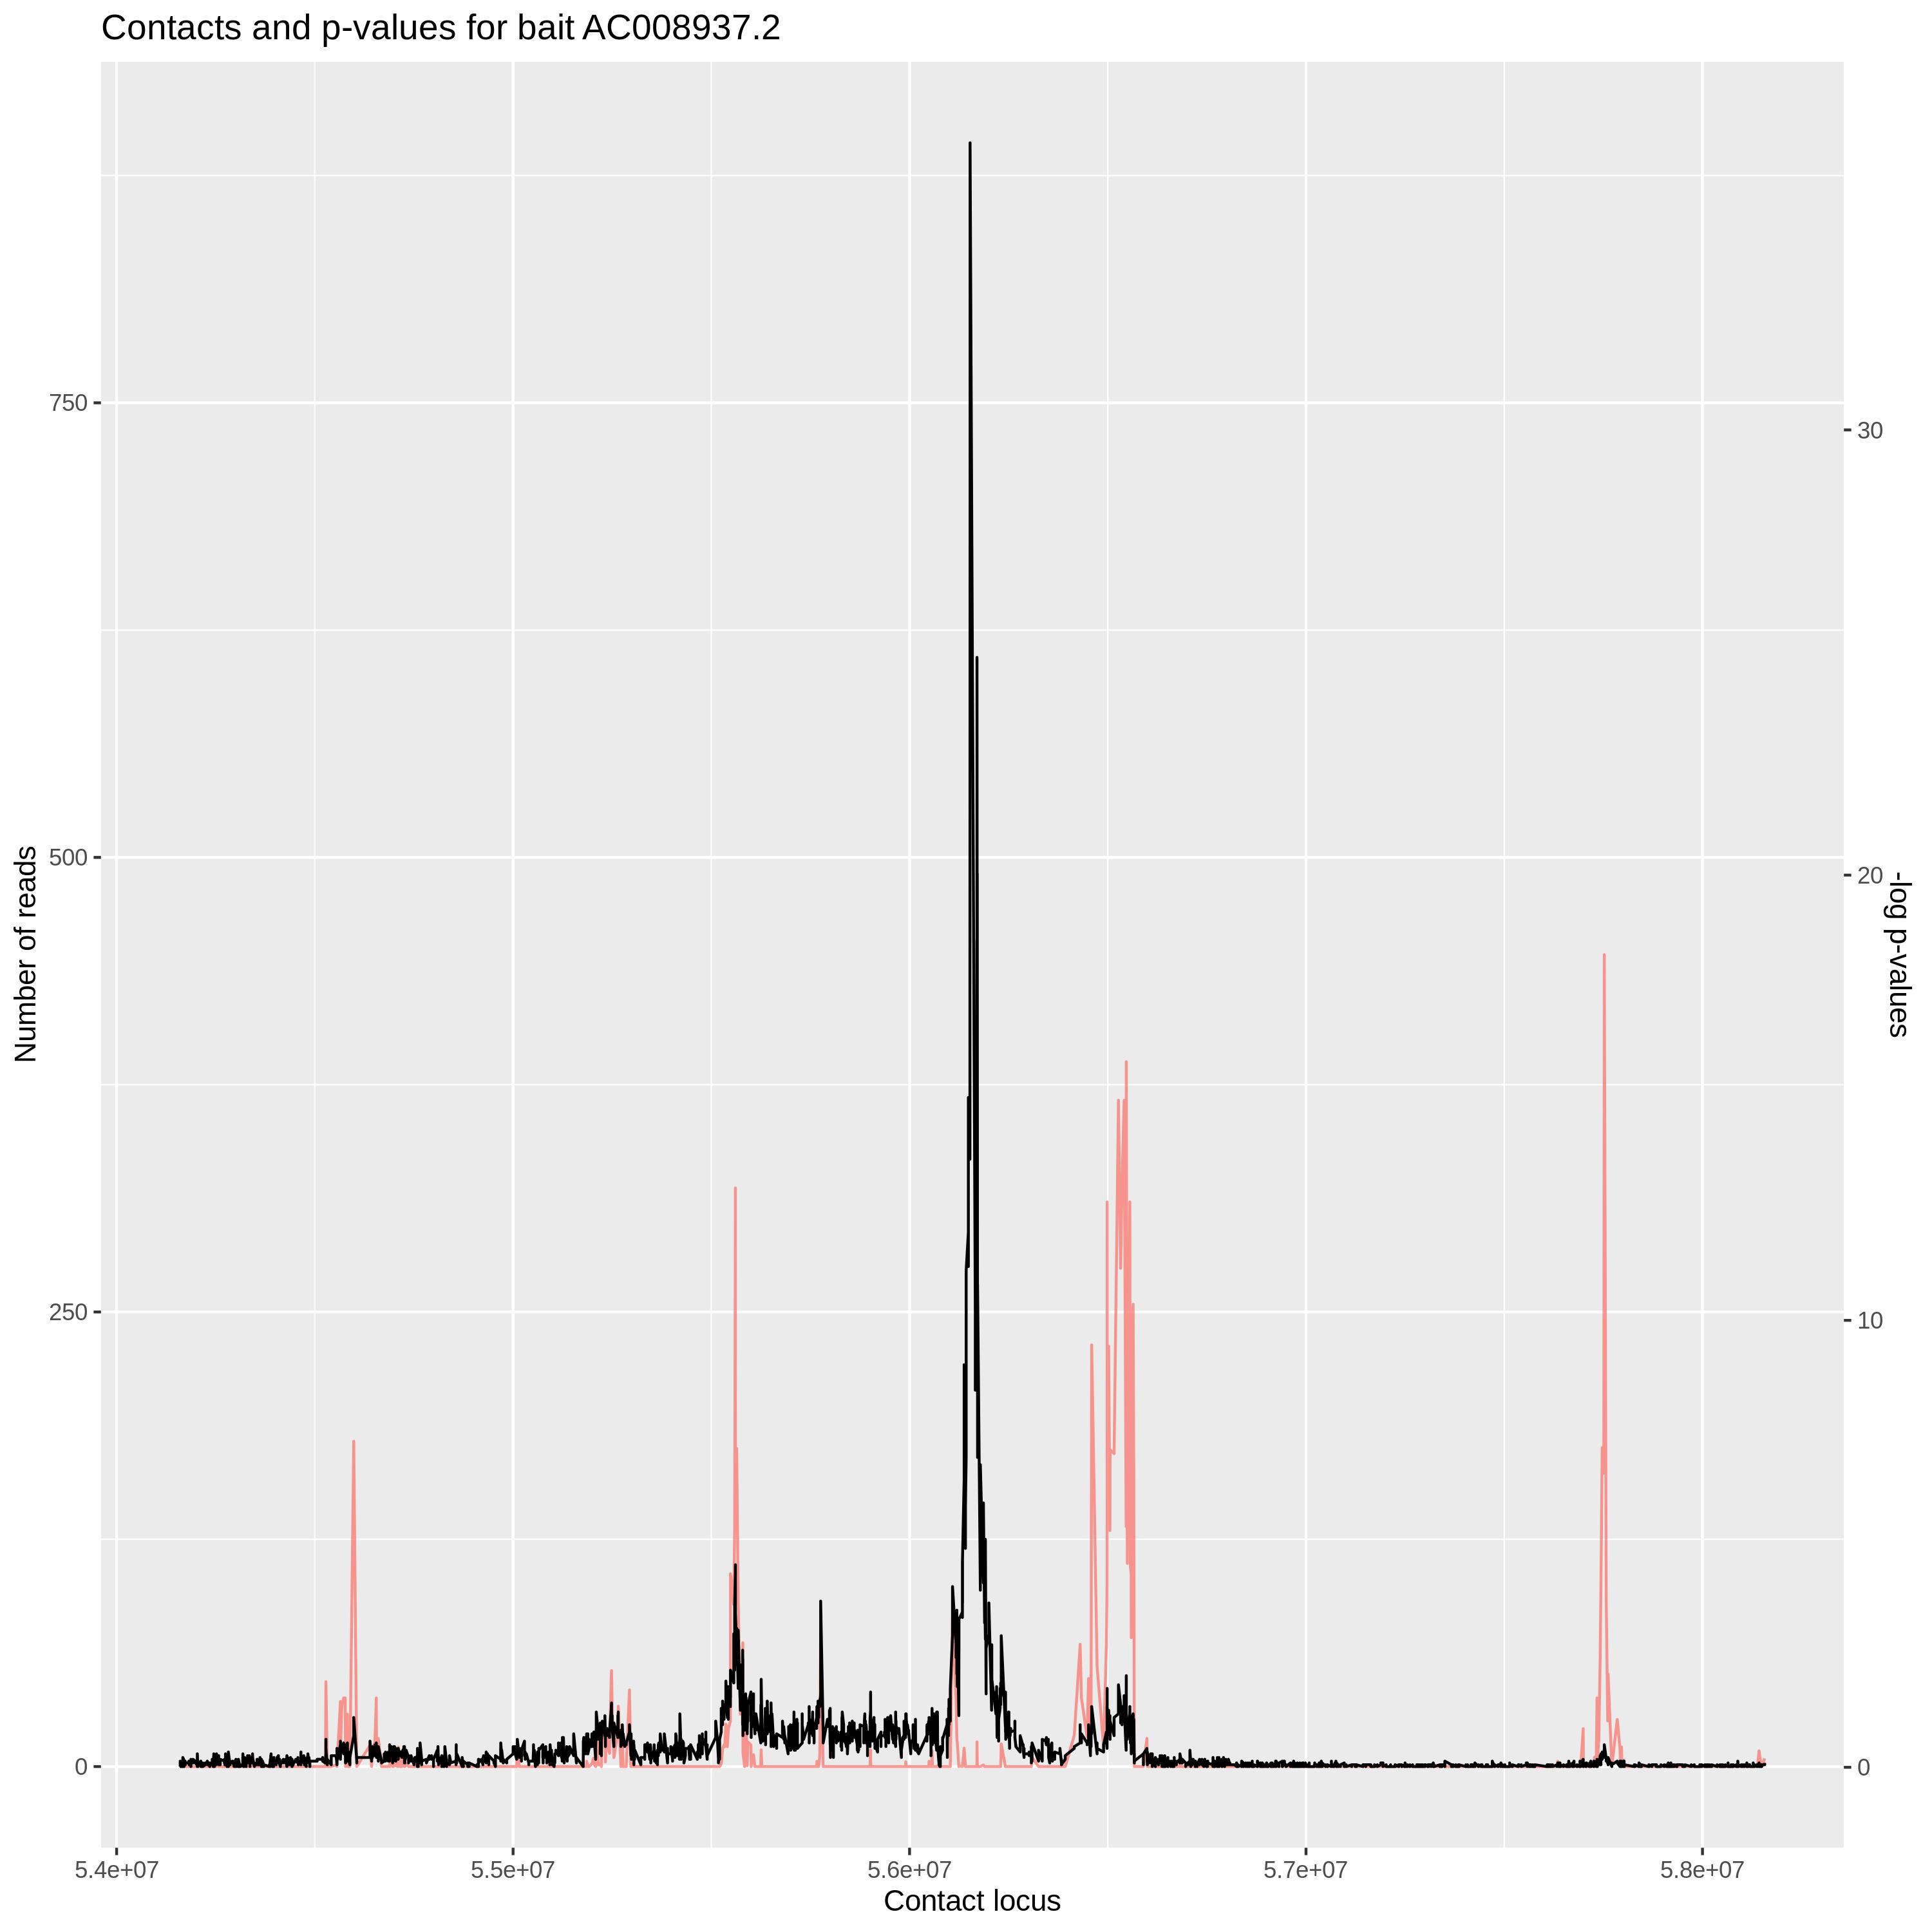 Contacts and p-values for bait AC008937.2
Number of reads
750
500
250
0
30
20
10
0
-log p-values
5.4e+07
5.5e+07
5.6e+07
5.7e+07
5.8e+07
Contact locus